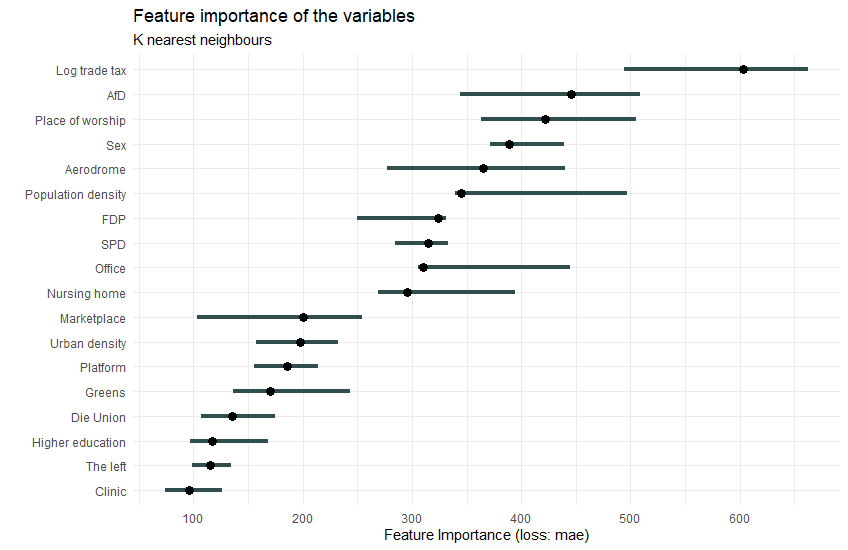 Feature importance of the variables
K nearest neighbours
Log trade tax
AfD
Place of worship
Sex
Aerodrome
Population density
FDP
SPD
Office
Nursing home
Marketplace
Urban density
Platform
Greens
Die Union
Higher education
The left
Clinic
100 200 300 400 500 600
Feature Importance (loss: mae)